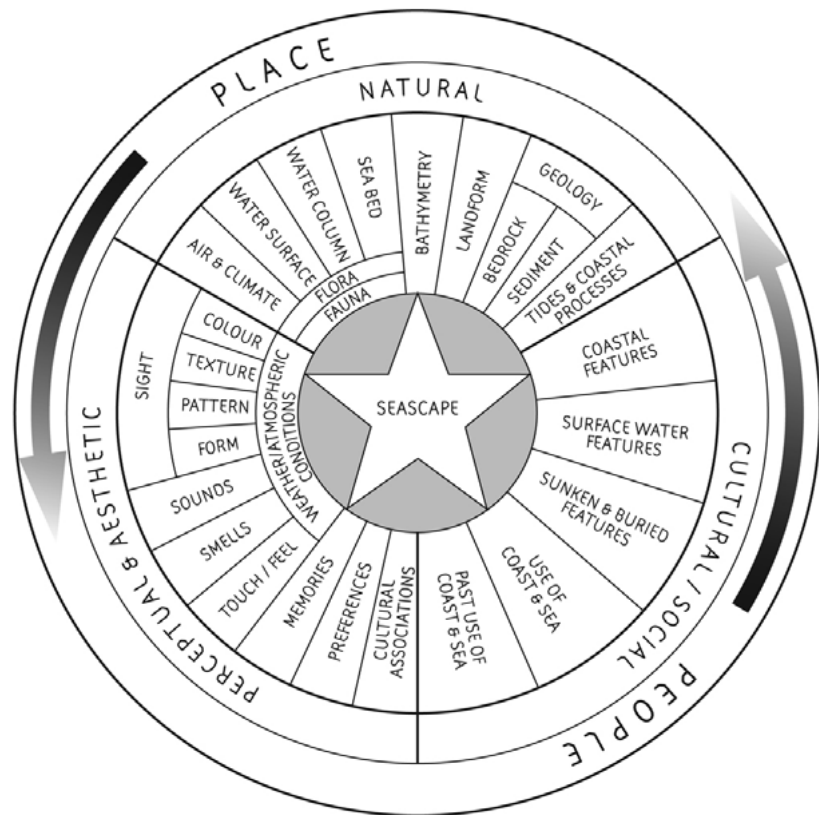 PLACE
NATURAL
AIR & CLIMATE
WATER SURFACE
WATER COLUMN
SEA BED
FLORA
FAUNA
BATHYMETRY
LANDFORM
GEOLOGY
BEDROCK
SEDIMENT
TIDES & COASTAL
PROCESSES
SEASCAPE
CULTURAL / SOCIAL
COASTAL
FEATURES
SURFACE WATER
FEATURES
SUNKEN & BURIED
FEATURES
USE OF
COAST & SEA
PAST USE OF
COAST & SEA
PEOPLE
PERCEPTUAL & AESTHETIC
CULTURAL
ASSOCIATIONS
PREFERENCES
MEMORIES
TOUCH / FEEL
SMELLS
SOUNDS
SIGHT
FORM
PATTERN
TEXTURE
COLOUR
WEATHER/ATMOSPHERIC
CONDITIONS